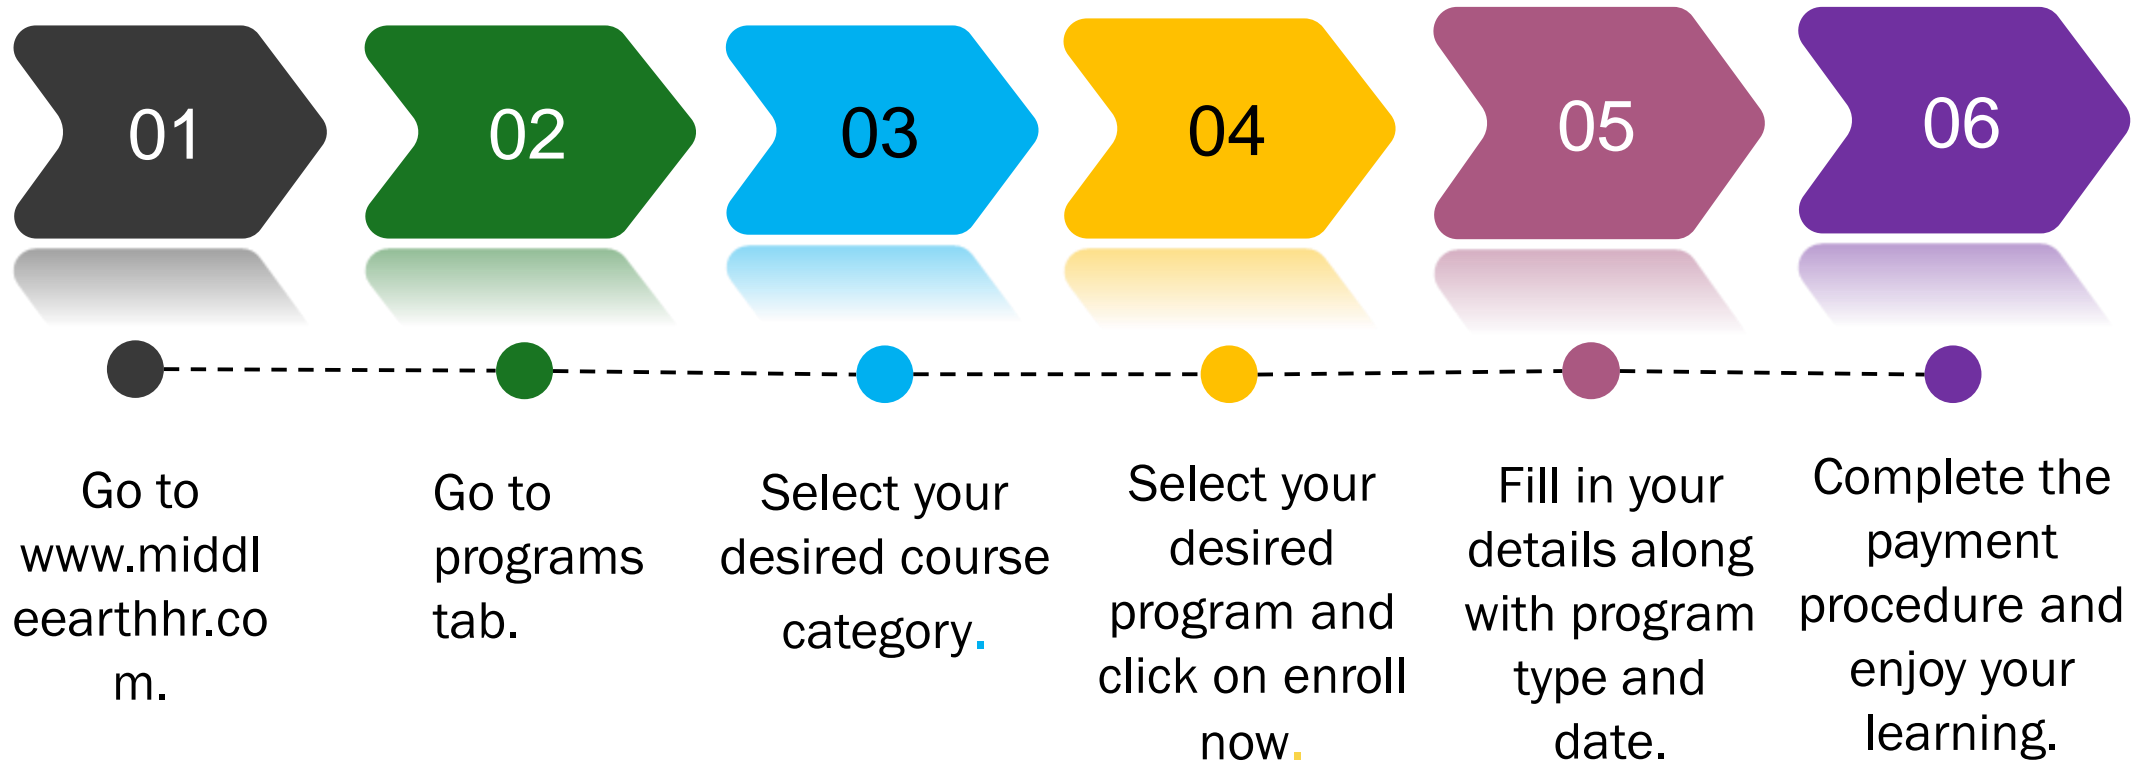 01
02
03
04
05
06
Go to
www.middl
eearthhr.co
m.
Go to
programs
tab.
Select your
desired course
category.
Select your
desired
program and
click on enroll
now.
Fill in your
details along
with program
type and
date.
Complete the
payment
procedure and
enjoy your
learning.